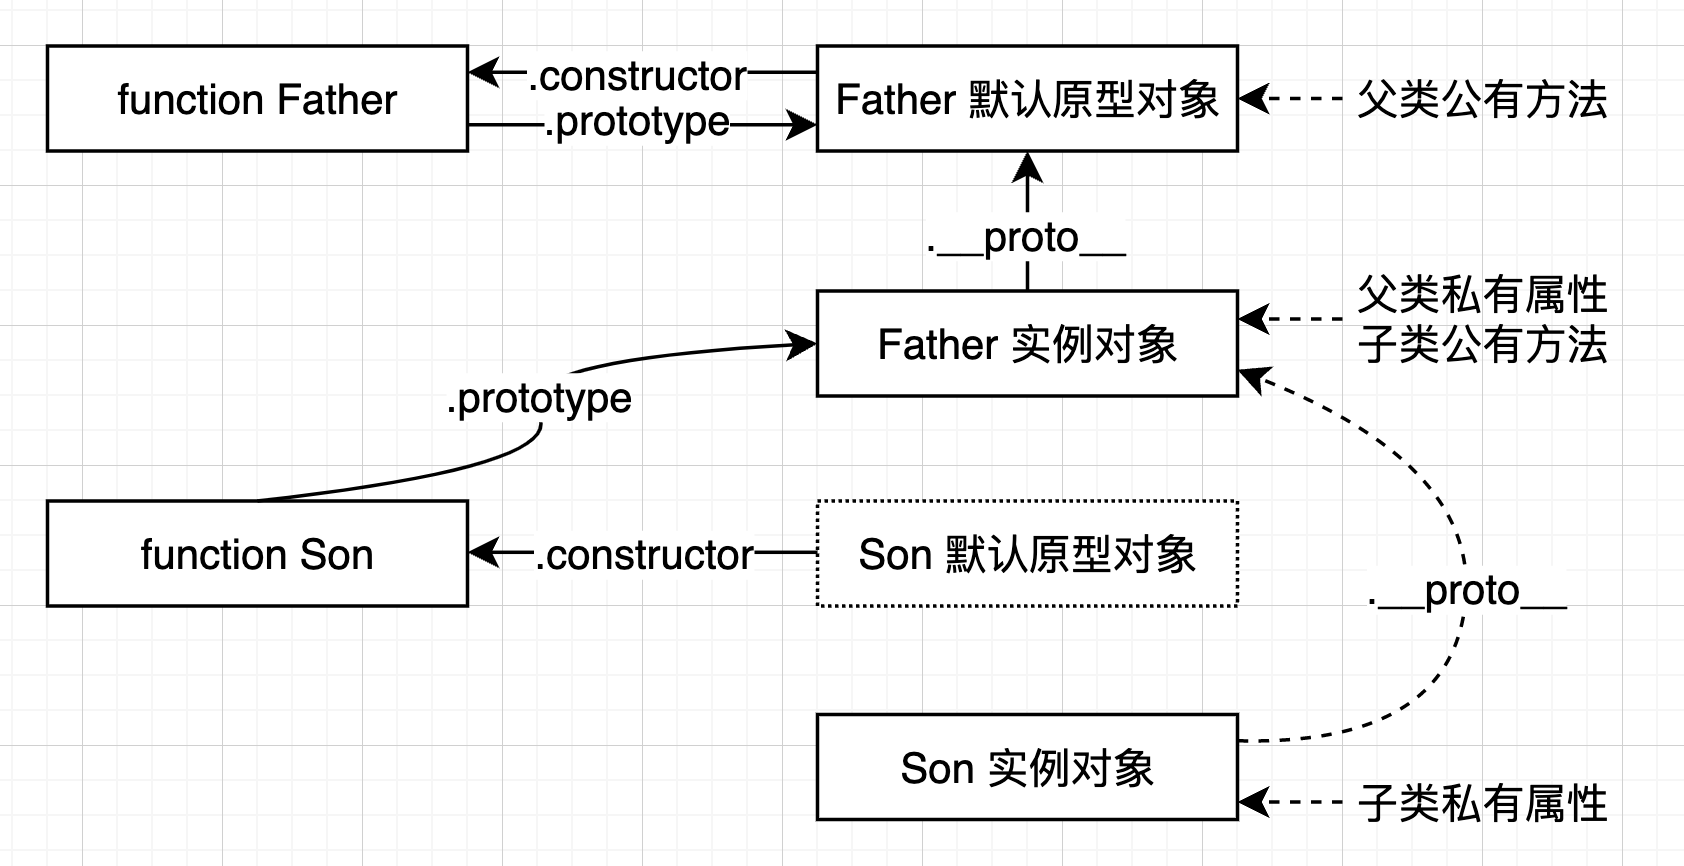 function Father
.constructor
.prototype
Father 默认原型对象
父类公有方法
.__proto__
Father 实例对象
父类私有属性
子类公有方法
.prototype
function Son
.constructor
Son 默认原型对象
.__proto__
Son 实例对象
子类私有属性